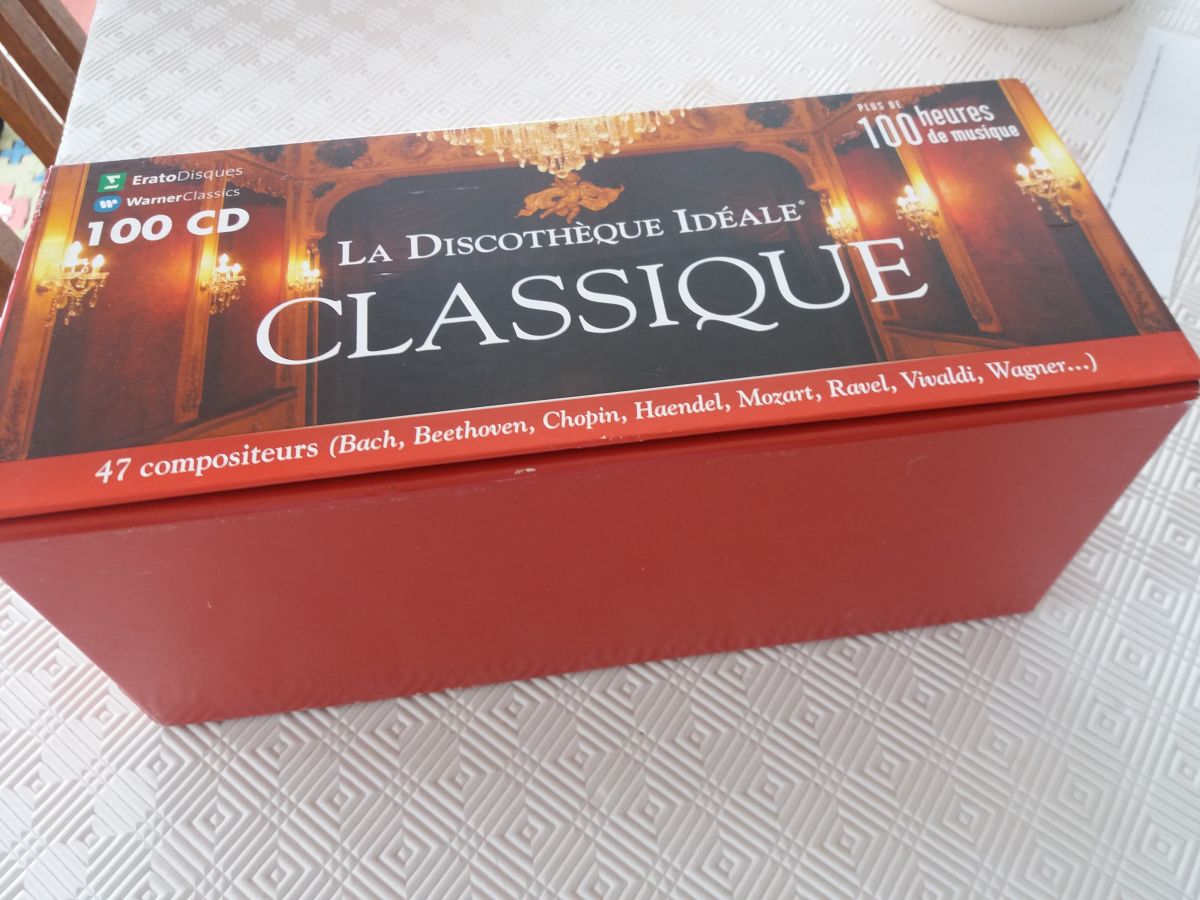 EratoDisques
WarnerClassics
100 CD
PLUS DE
100 heures
de musique
LA DISCOTHÈQUE IDÉALE
CLASSIQUE
47 compositeurs (Bach, Beethoven, Chopin, Haendel, Mozart, Ravel, Vivaldi, Wagner...)